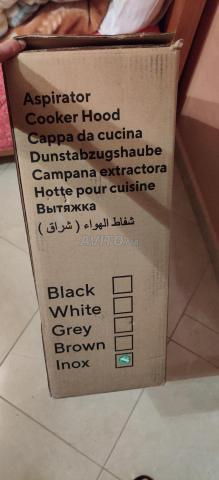 Aspirator
Cooker Hood
Cappa da cucina
Dunstabzugshaube
Campana extractora
Hotte pour cuisine
Вытяжка
شفاط الهواء ( شراق )
Black
White
Grey
Brown
Inox